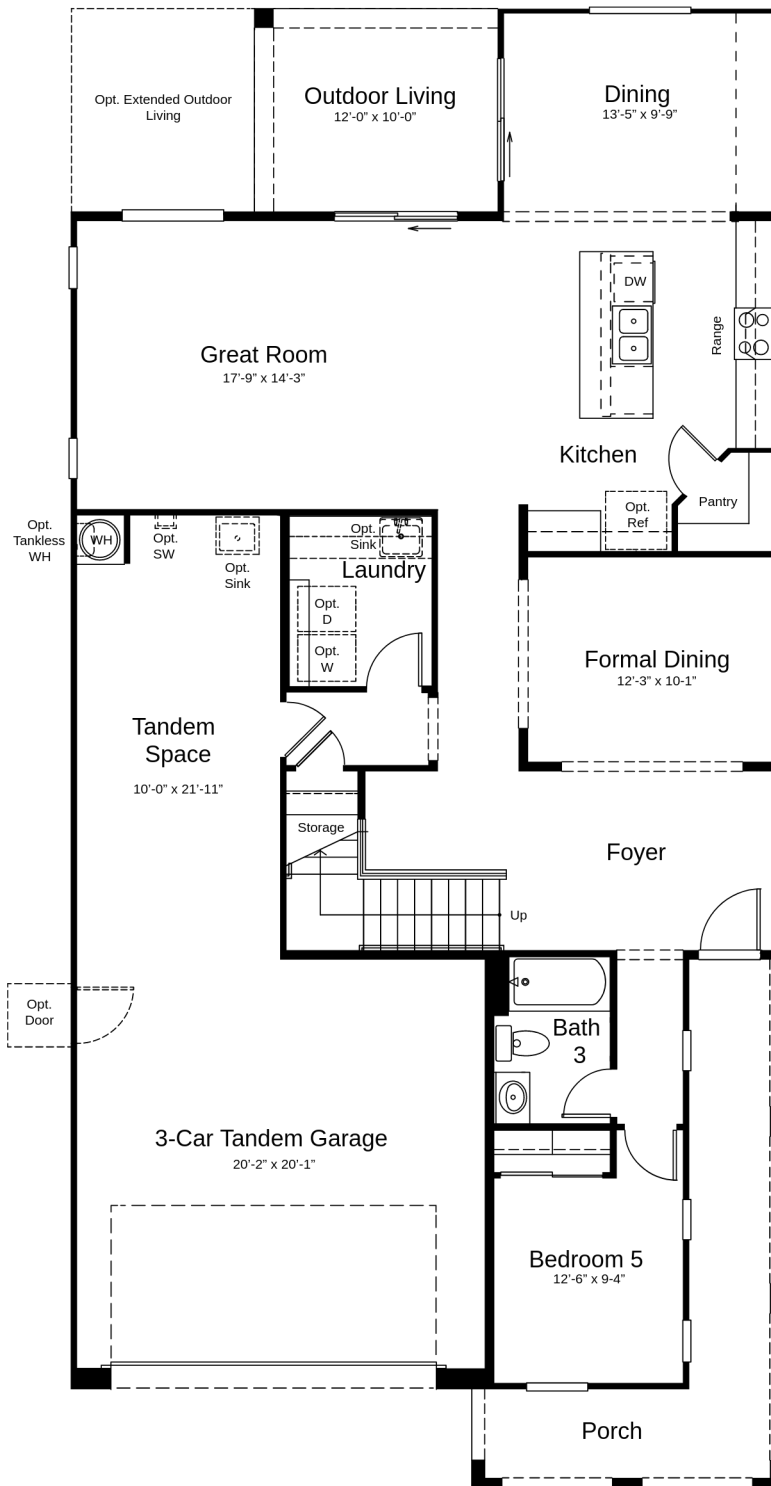 Opt. Extended Outdoor
Living
Outdoor Living
12’-0” x 10’-0”
Dining
13’-5” x 9’-9”
DW
Range
Great Room
17’-9” x 14’-3”
Kitchen
Pantry
Opt.
Ref
Opt.
Tankless
WH
WH
Opt.
SW
Opt.
Sink
Opt.
Sink
Laundry
Opt.
D
Opt.
W
Formal Dining
12’-3” x 10-1”
Tandem
Space
10’-0” x 21’-11”
Storage
Foyer
Up
Opt.
Door
Bath
3
3-Car Tandem Garage
20’-2” x 20’-1”
Bedroom 5
12’-6” x 9-4”
Porch